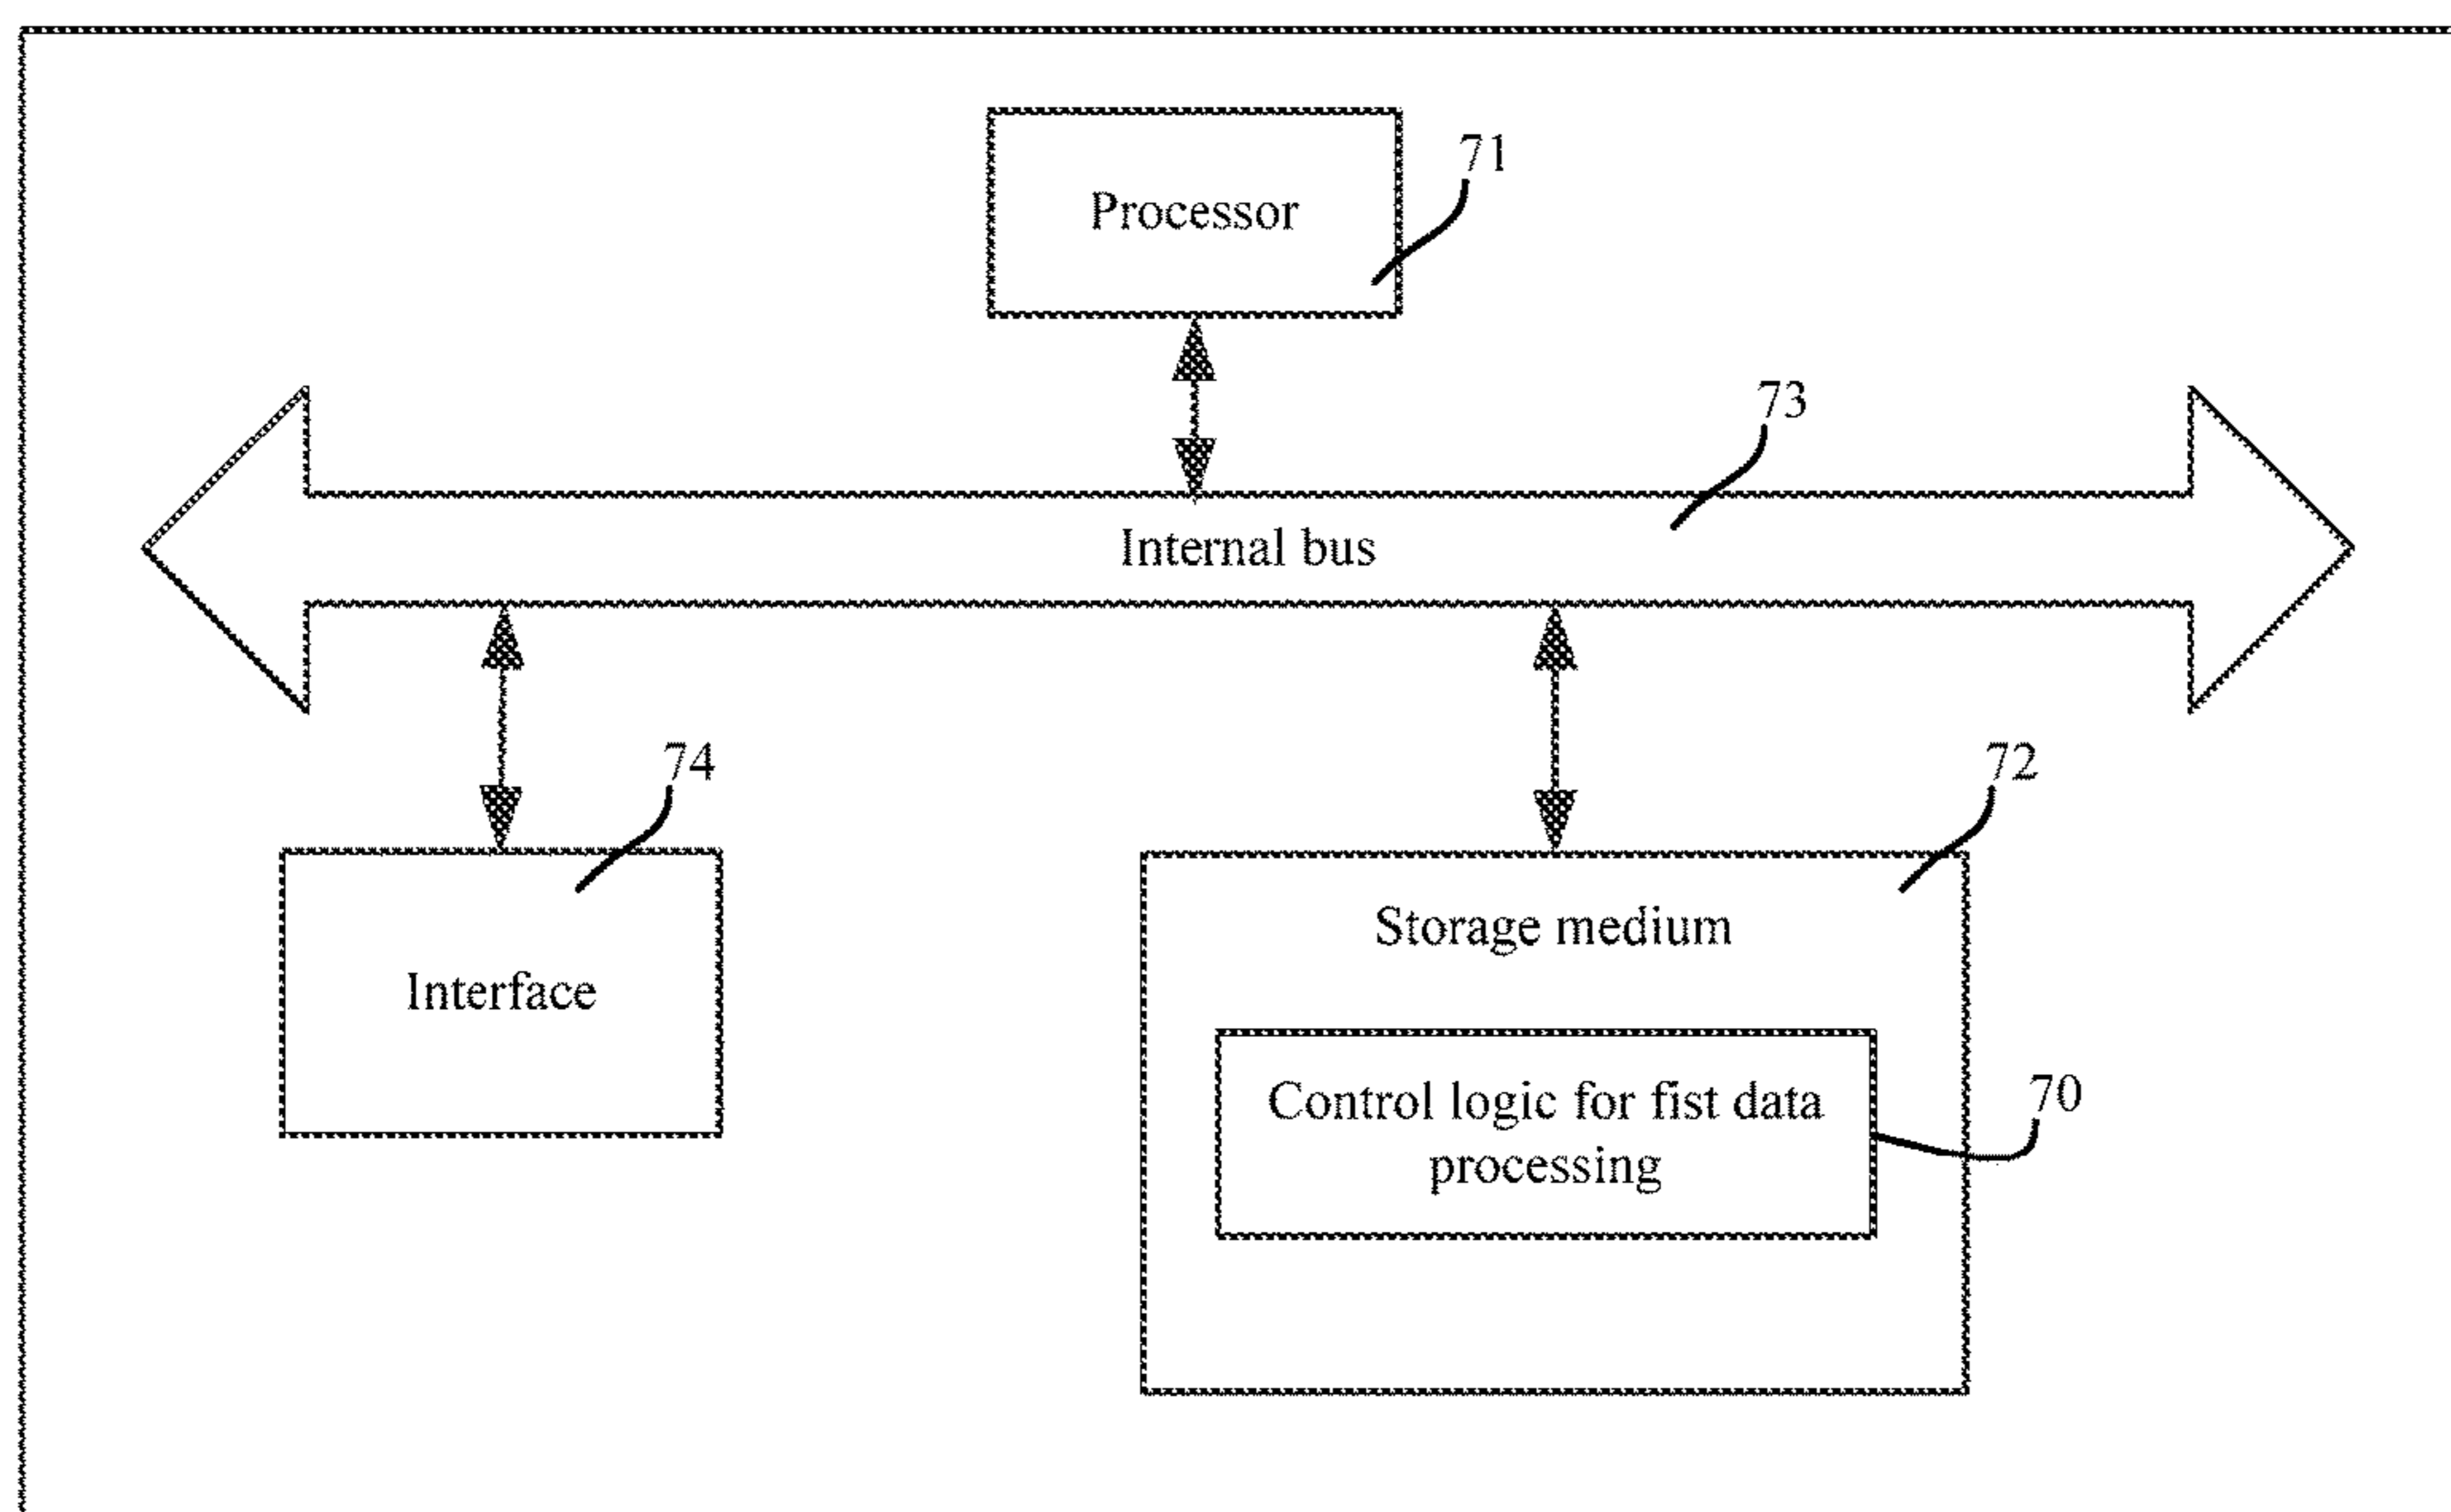 71
Processor
73
Internal bus
74
72
Storage medium
Interface
Control logic for fist data
processing
70